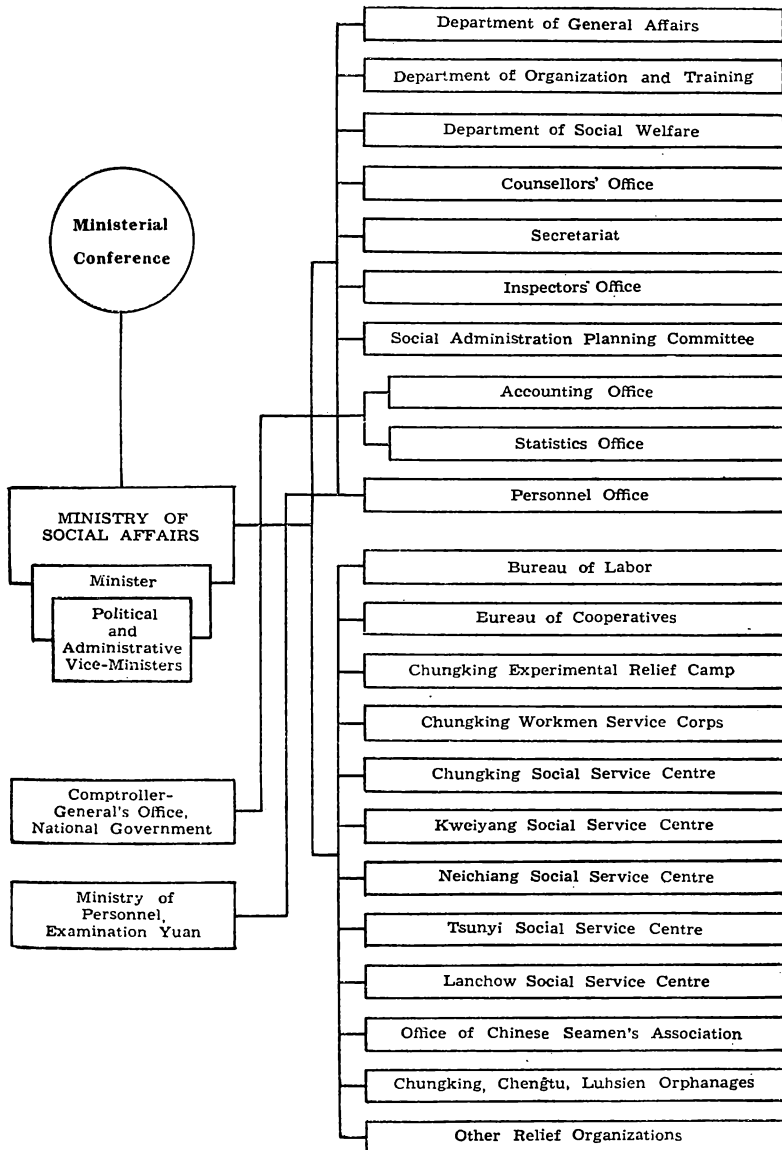 Department of General Affairs
Department of Organization and Training
Department of Social Welfare
Counsellors' Office
Secretariat
Inspectors' Office
Social Administration Planning Committee
Accounting Office
Statistics Office
Personnel Office
Ministerial
Conference
MINISTRY OF
SOCIAL AFFAIRS
Minister
Political
and
Administrative
Vice-Ministers
Comptroller-
General's Office,
National Government
Ministry of
Personnel,
Examination Yuan
Bureau of Labor
Bureau of Cooperatives
Chungking Experimental Relief Camp
Chungking Workmen Service Corps
Chungking Social Service Centre
Kweiyang Social Service Centre
Neichiang Social Service Centre
Tsunyi Social Service Centre
Lanchow Social Service Centre
Office of Chinese Seamen's Association
Chungking, Chengtu, Luhsien Orphanages
Other Relief Organizations